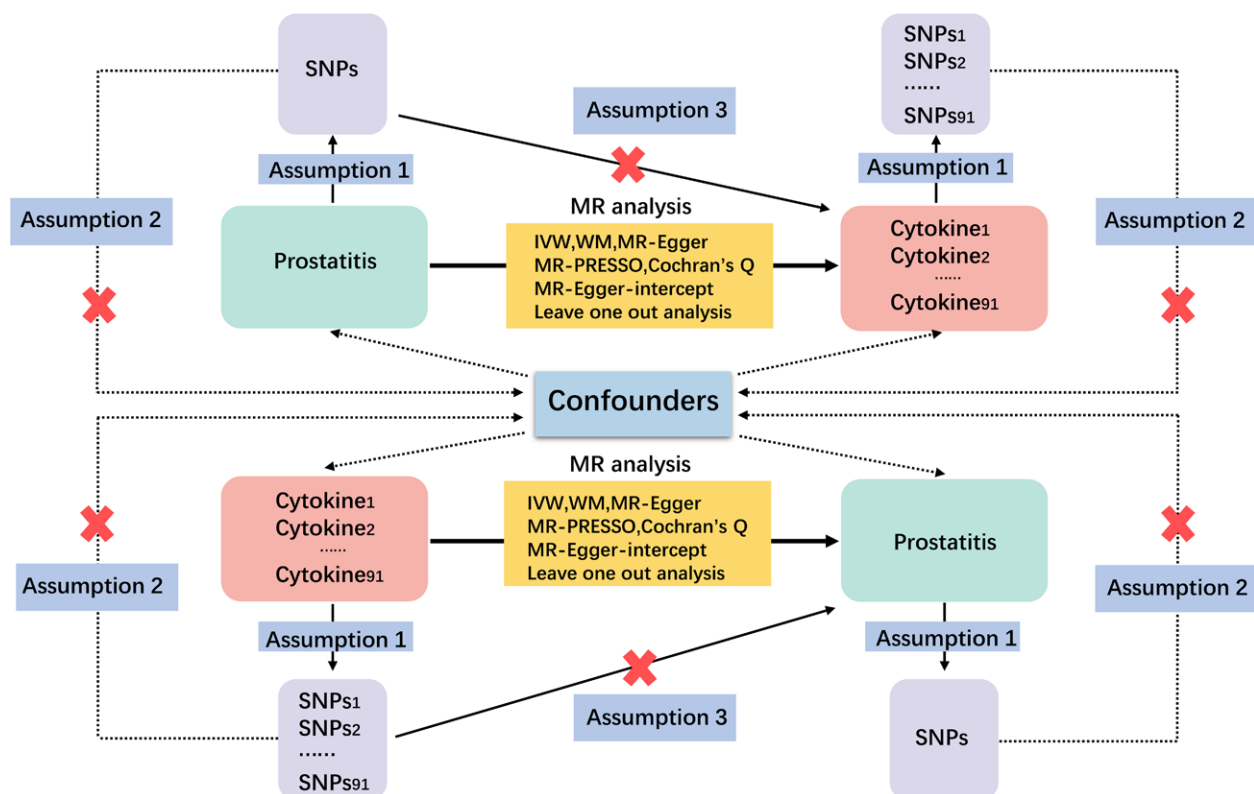 SNPs
SNPs1
SNPs2
......
SNPs91
Assumption 3
Assumption 1
Assumption 1
Assumption 2
Assumption 2
MR analysis
Prostatitis
IVW,WM,MR-Egger
MR-PRESSO,Cochran's Q
MR-Egger-intercept
Leave one out analysis
Cytokine1
Cytokine2
......
Cytokine91
Confounders
MR analysis
Cytokine1
Cytokine2
......
Cytokine91
IVW,WM,MR-Egger
MR-PRESSO,Cochran's Q
MR-Egger-intercept
Leave one out analysis
Prostatitis
Assumption 2
Assumption 2
Assumption 1
Assumption 1
SNPs1
SNPs2
......
SNPs91
Assumption 3
SNPs